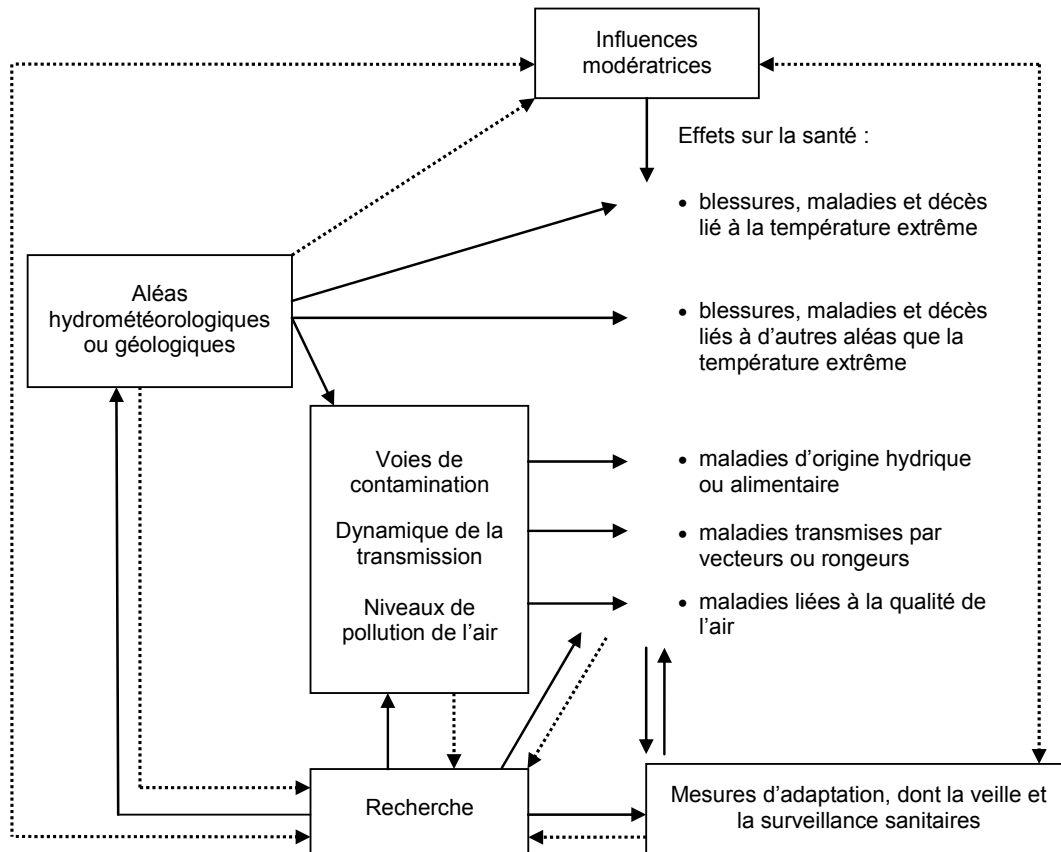 Influences
modératrices
Effets sur la santé :
• blessures, maladies et décès
lié à la température extrême
Aléas
hydrométéorologiques
ou géologiques
• blessures, maladies et décès
liés à d’autres aléas que la
température extrême
Voies de
contamination
• maladies d’origine hydrique
ou alimentaire
Dynamique de la
transmission
• maladies transmises par
vecteurs ou rongeurs
Niveaux de
pollution de l’air
• maladies liées à la qualité de
l’air
Recherche
Mesures d’adaptation, dont la veille et
la surveillance sanitaires